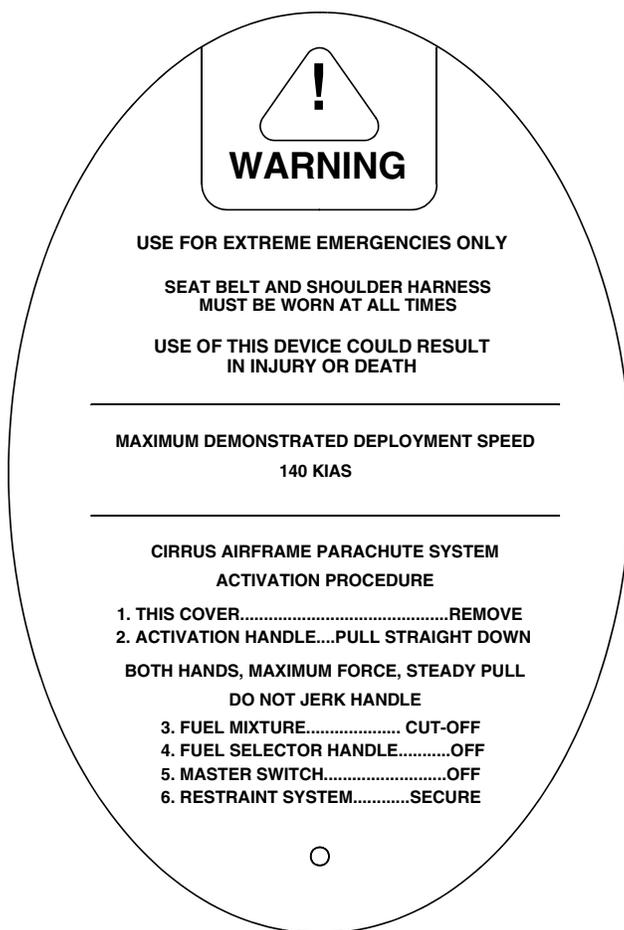 !
WARNING
USE FOR EXTREME EMERGENCIES ONLY
SEAT BELT AND SHOULDER HARNESS
MUST BE WORN AT ALL TIMES
USE OF THIS DEVICE COULD RESULT
IN INJURY OR DEATH
MAXIMUM DEMONSTRATED DEPLOYMENT SPEED
140 KIAS
CIRRUS AIRFRAME PARACHUTE SYSTEM
ACTIVATION PROCEDURE
1. THIS COVER............................................REMOVE
2. ACTIVATION HANDLE....PULL STRAIGHT DOWN
BOTH HANDS, MAXIMUM FORCE, STEADY PULL
DO NOT JERK HANDLE
3. FUEL MIXTURE.................... CUT-OFF
4. FUEL SELECTOR HANDLE...........OFF
5. MASTER SWITCH..........................OFF
6. RESTRAINT SYSTEM............SECURE